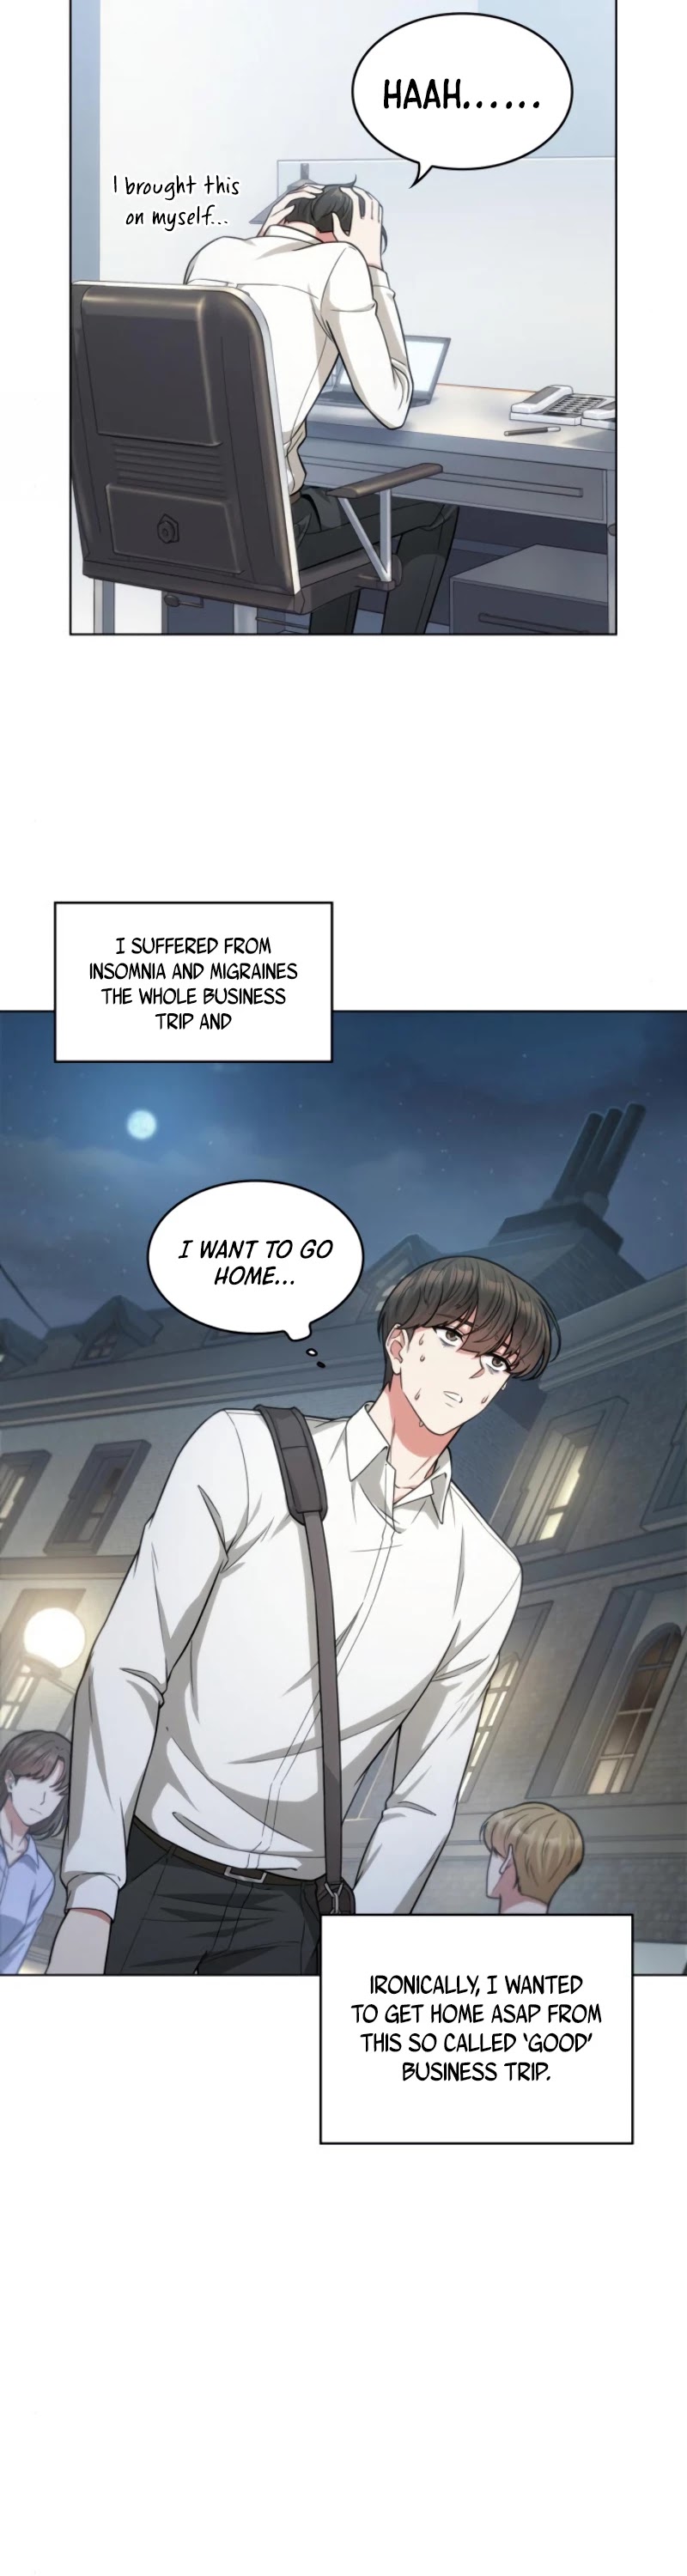 HAAH......
I brought this
on myself...
I SUFFERED FROM
INSOMNIA AND MIGRAINES
THE WHOLE BUSINESS
TRIP AND
I WANT TO GO
HOME...
IRONICALLY, I WANTED
TO GET HOME ASAP FROM
THIS SO CALLED 'GOOD'
BUSINESS TRIP.